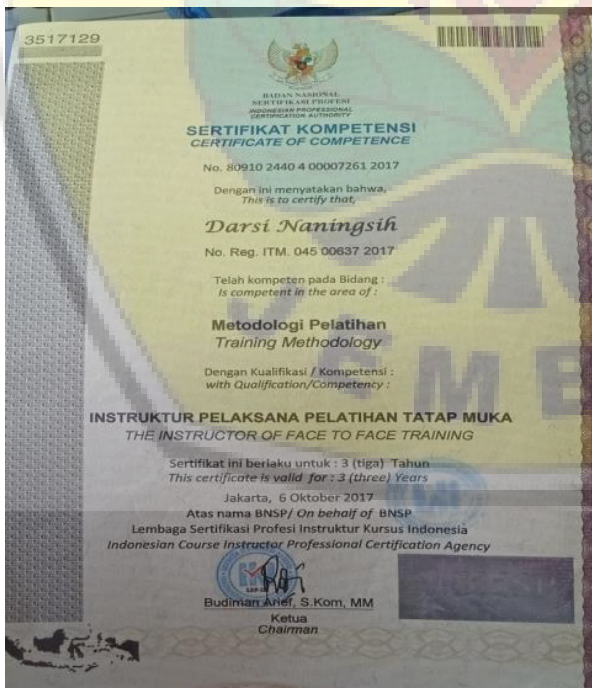 3517129
BADAN NASIONAL
SERTIFIKASI PROFESI
INDONESIAN PROFESSIONAL
CERTIFICATION AUTHORITY
SERTIFIKAT KOMPETENSI
CERTIFICATE OF COMPETENCE
No. 80910 2440 4 00007261 2017
Dengan ini menyatakan bahwa,
This is to certify that,
Darsi Naningsih
No. Reg. ITM. 045 00637 2017
Telah kompeten pada Bidang :
Is competent in the area of :
Metodologi Pelatihan
Training Methodology
Dengan Kualifikasi / Kompetensi :
with Qualification/Competency :
INSTRUKTUR PELAKSANA PELATIHAN TATAP MUKA
THE INSTRUCTOR OF FACE TO FACE TRAINING
Sertifikat ini berlaku untuk : 3 (tiga) Tahun
This certificate is valid for : 3 (three) Years
Jakarta, 6 Oktober 2017
Atas nama BNSP/ On behalf of BNSP
Lembaga Sertifikasi Profesi Instruktur Kursus Indonesia
Indonesian Course Instructor Professional Certification Agency
Budiman Arief, S.Kom, MM
Ketua
Chairman